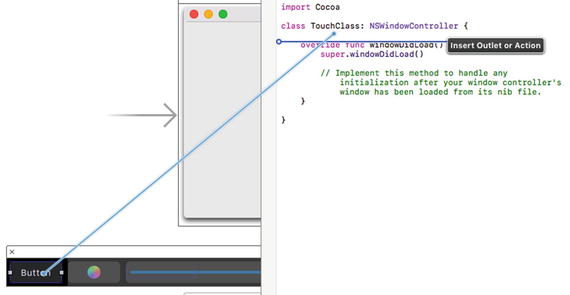 import Cocoa
class TouchClass: NSWindowController {
override func windowDidLoad()
Insert Outlet or Action
super.windowDidLoad()
// Implement this method to handle any
initialization after your window controller's
window has been loaded from its nib file.
}
}
Button